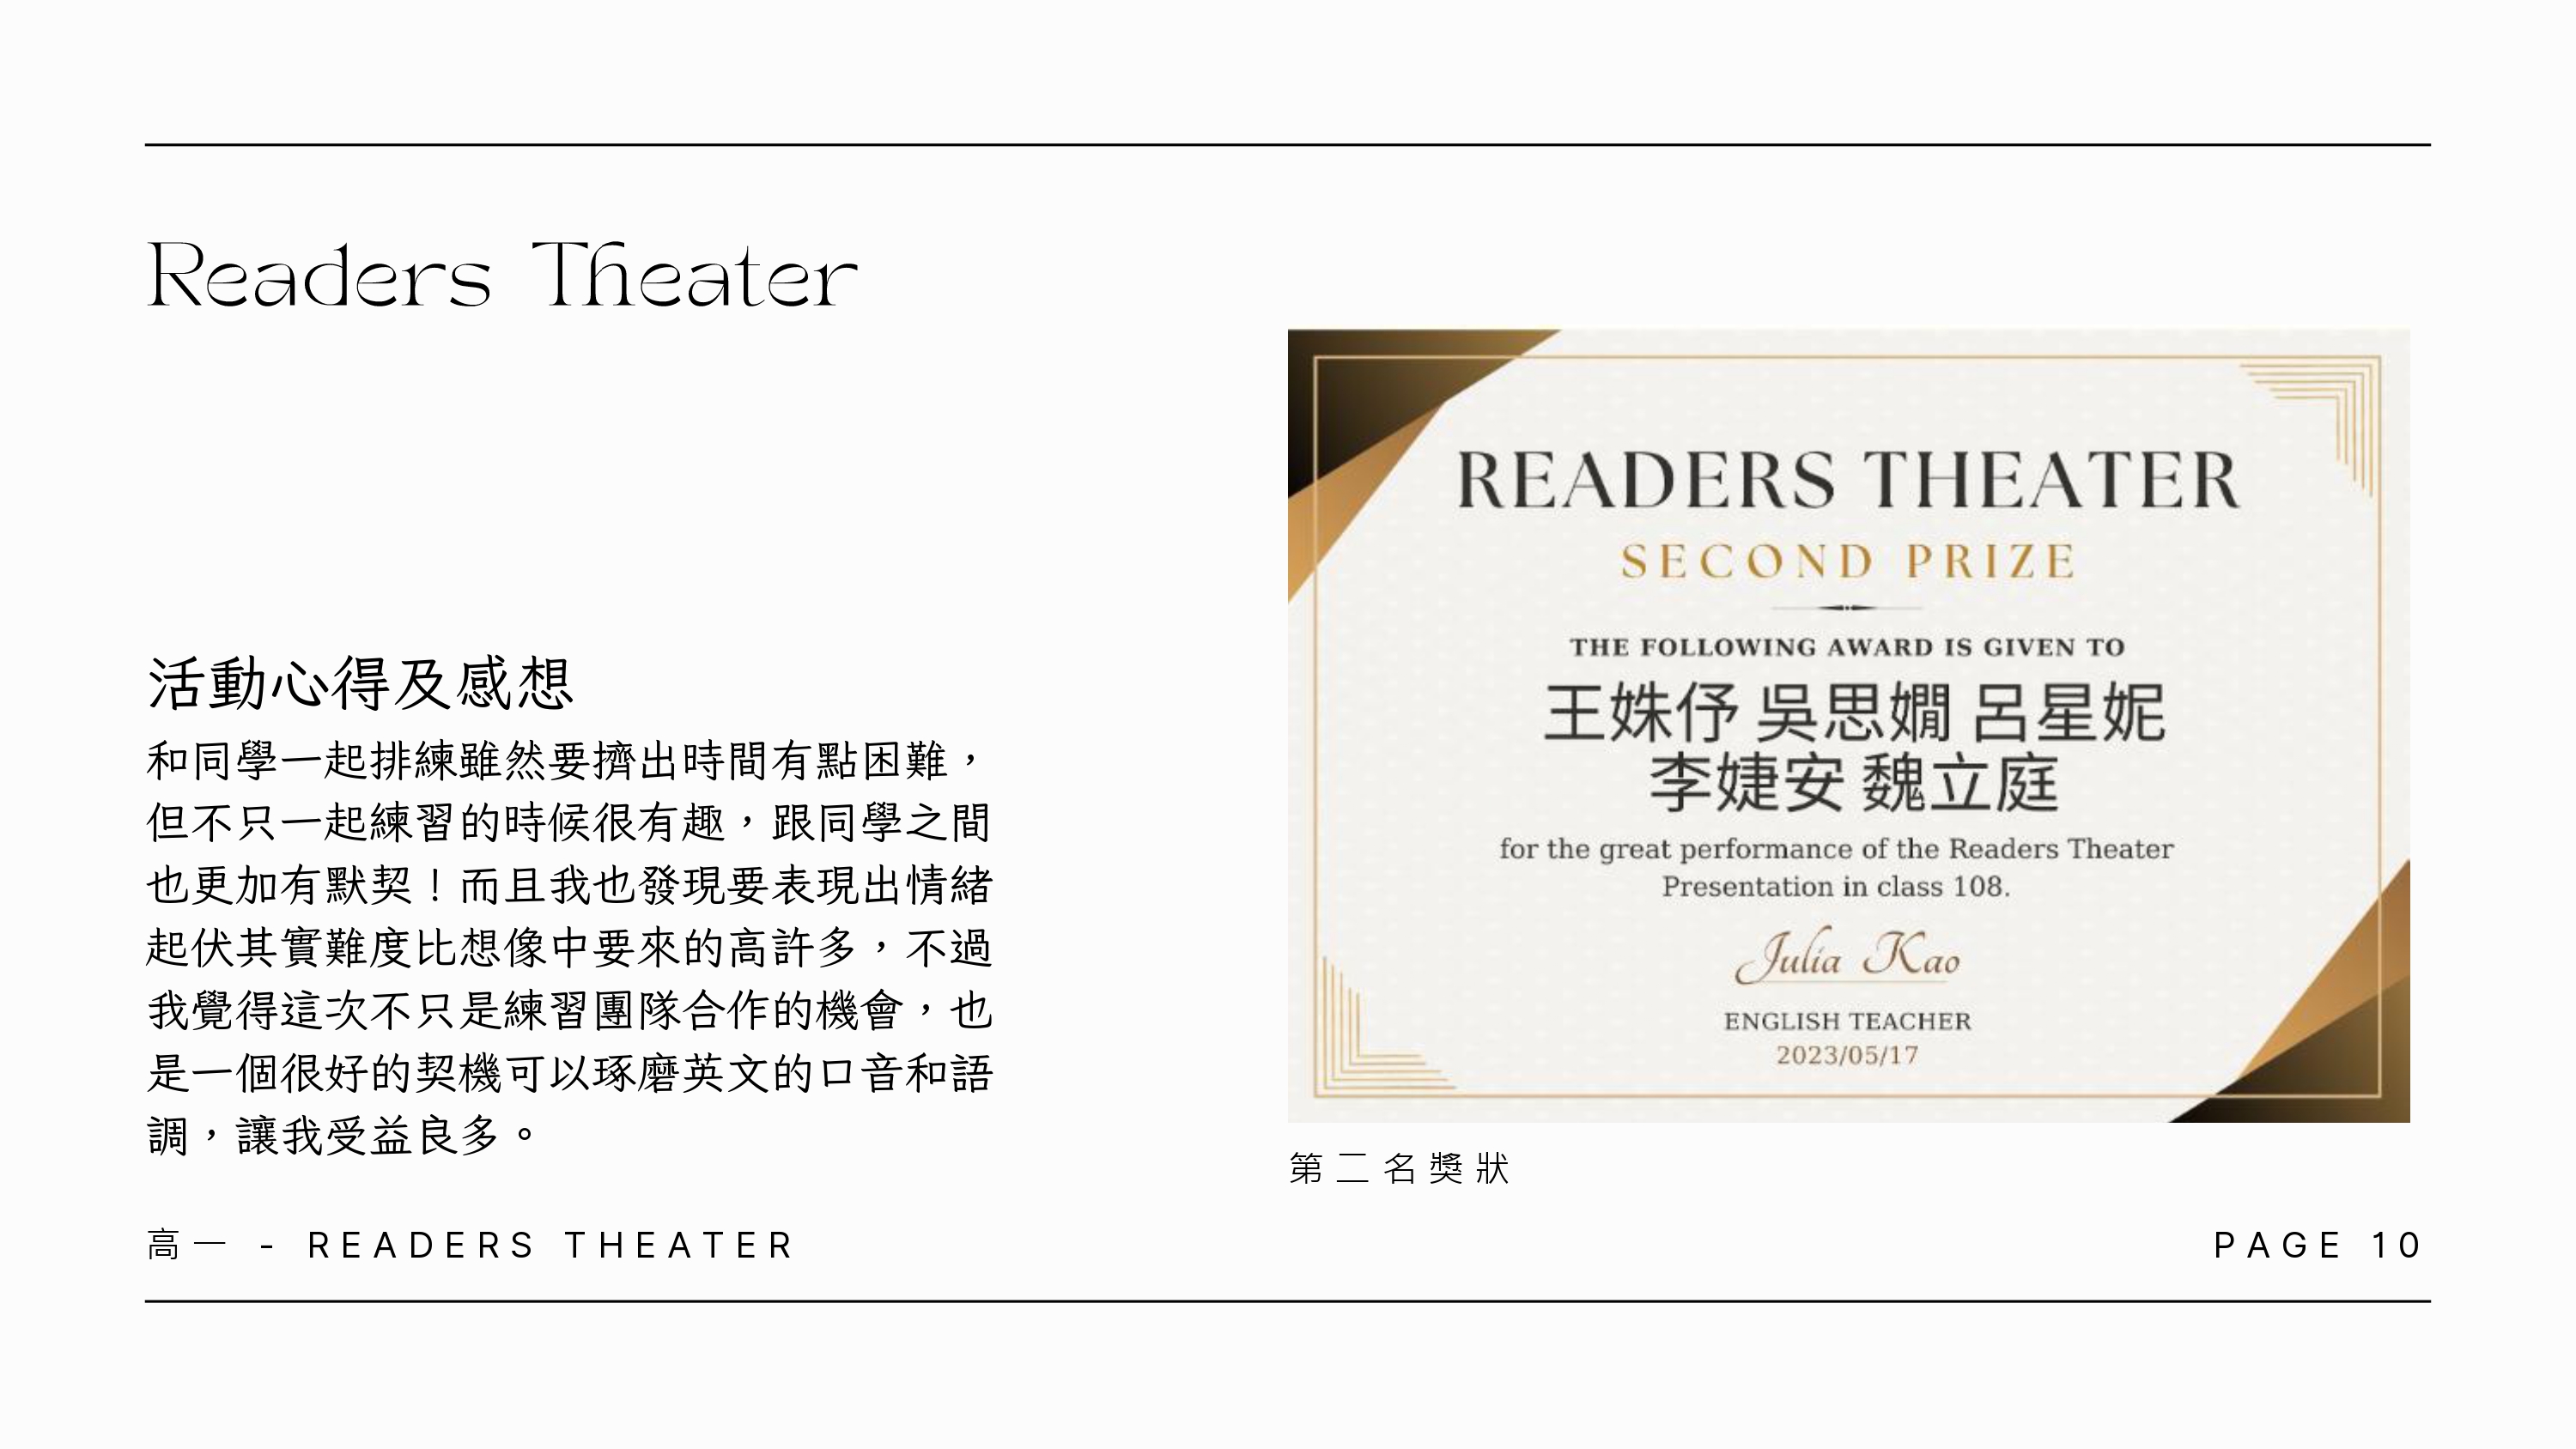 Readers Theater
活動心得及感想
和同學一起排練雖然要擠出時間有點困難，
但不只一起練習的時候很有趣，跟同學之間
也更加有默契！而且我也發現要表現出情緒
起伏其實難度比想像中要來的高許多，不過
我覺得這次不只是練習團隊合作的機會，也
是一個很好的契機可以琢磨英文的口音和語
調，讓我受益良多。
READERS THEATER
SECOND PRIZE
THE FOLLOWING AWARD IS GIVEN TO
王姝伃 吳思嫺 呂星妮
李婕安 魏立庭
for the great performance of the Readers Theater
Presentation in class 108.
Julia Kao
ENGLISH TEACHER
2023/05/17
第二名獎狀
高一 - READERS THEATER
PAGE 10